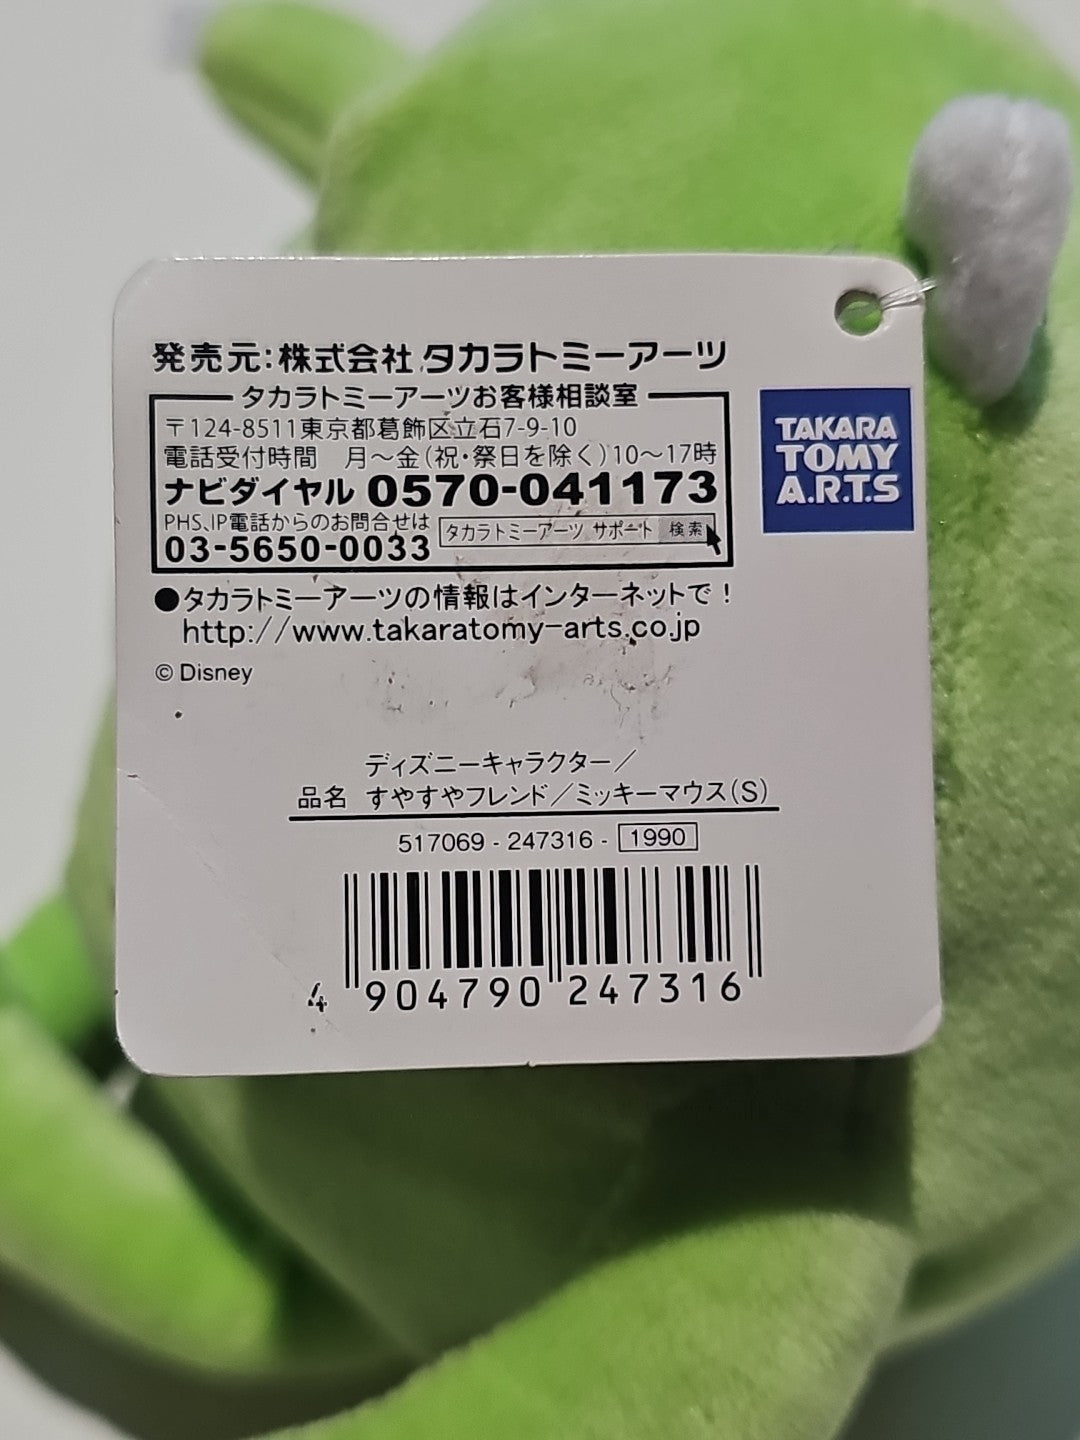 発売元:株式会社 タカラトミーアーツ
タカラトミーアーツお客様相談室
〒124-8511東京都葛飾区立石7-9-10
電話受付時間 月～金(祝・祭日を除く)10～17時
ナビダイヤル 0570-041173
PHS、IP電話からのお問合せは
03-5650-0033
タカラトミーアーツ サポート 検索
TAKARA
TOMY
A.R.T.S
●タカラトミーアーツの情報はインターネットで!
http://www.takaratomy-arts.co.jp
© Disney
ディズニーキャラクター/
品名 すやすやフレンド/ミッキーマウス(S)
517069 - 247316 - 1990
4 904790 247316